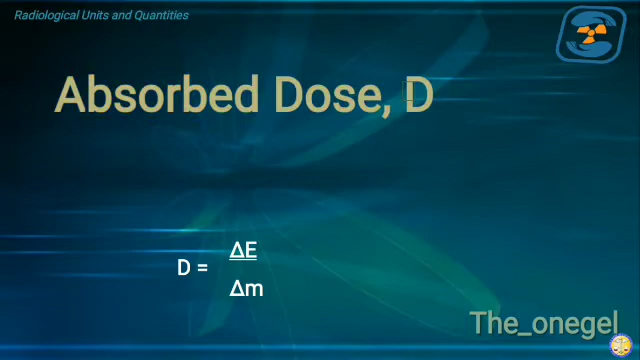 Radiological Units and Quantities
Absorbed Dose, D
D = ΔE
Δm
The_onegel